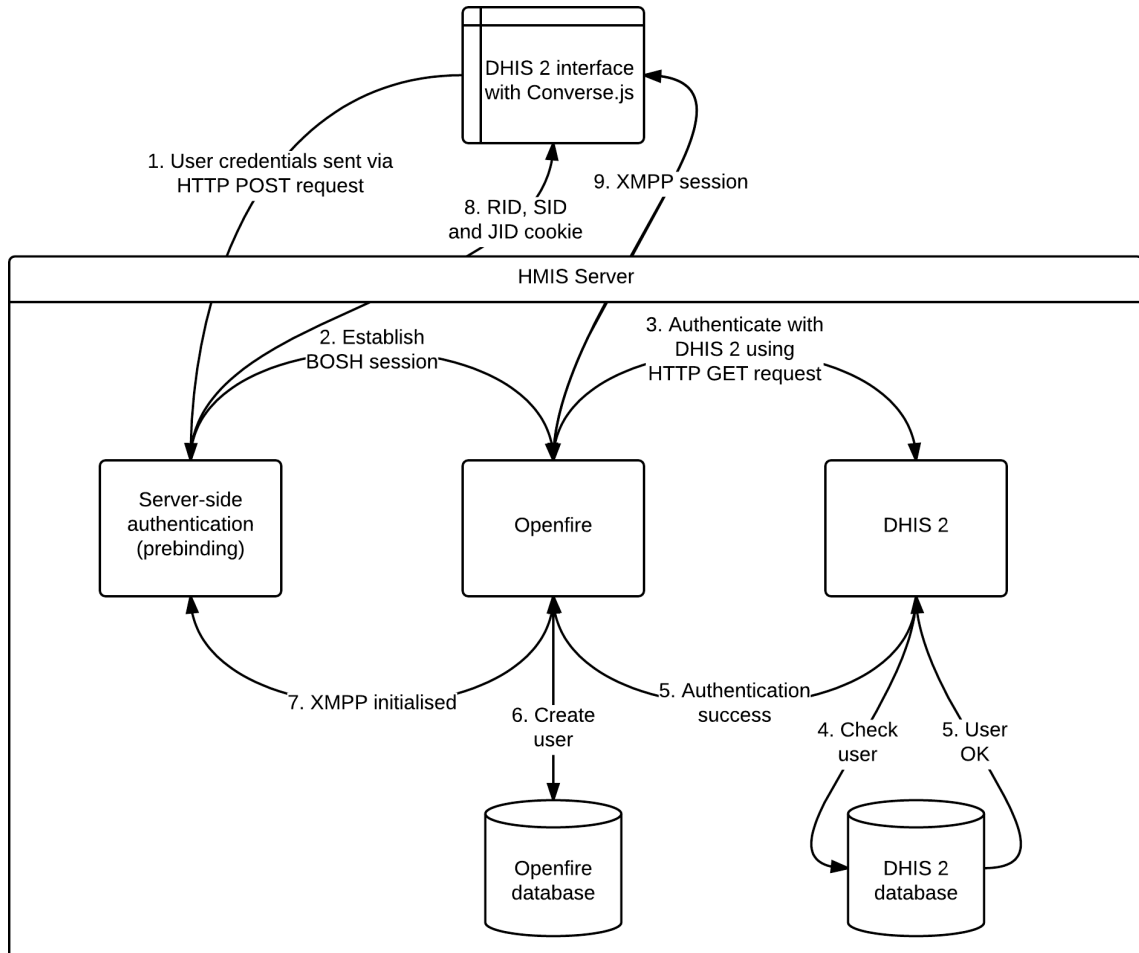 DHIS 2 interface
with Converse.js
1. User credentials sent via
HTTP POST request
9. XMPP session
8. RID, SID
and JID cookie
HMIS Server
2. Establish
BOSH session
3. Authenticate with
DHIS 2 using
HTTP GET request
Server-side
authentication
(prebinding)
Openfire
DHIS 2
7. XMPP initialised
6. Create
user
5. Authentication
success
4. Check
user
5. User
OK
Openfire
database
DHIS 2
database